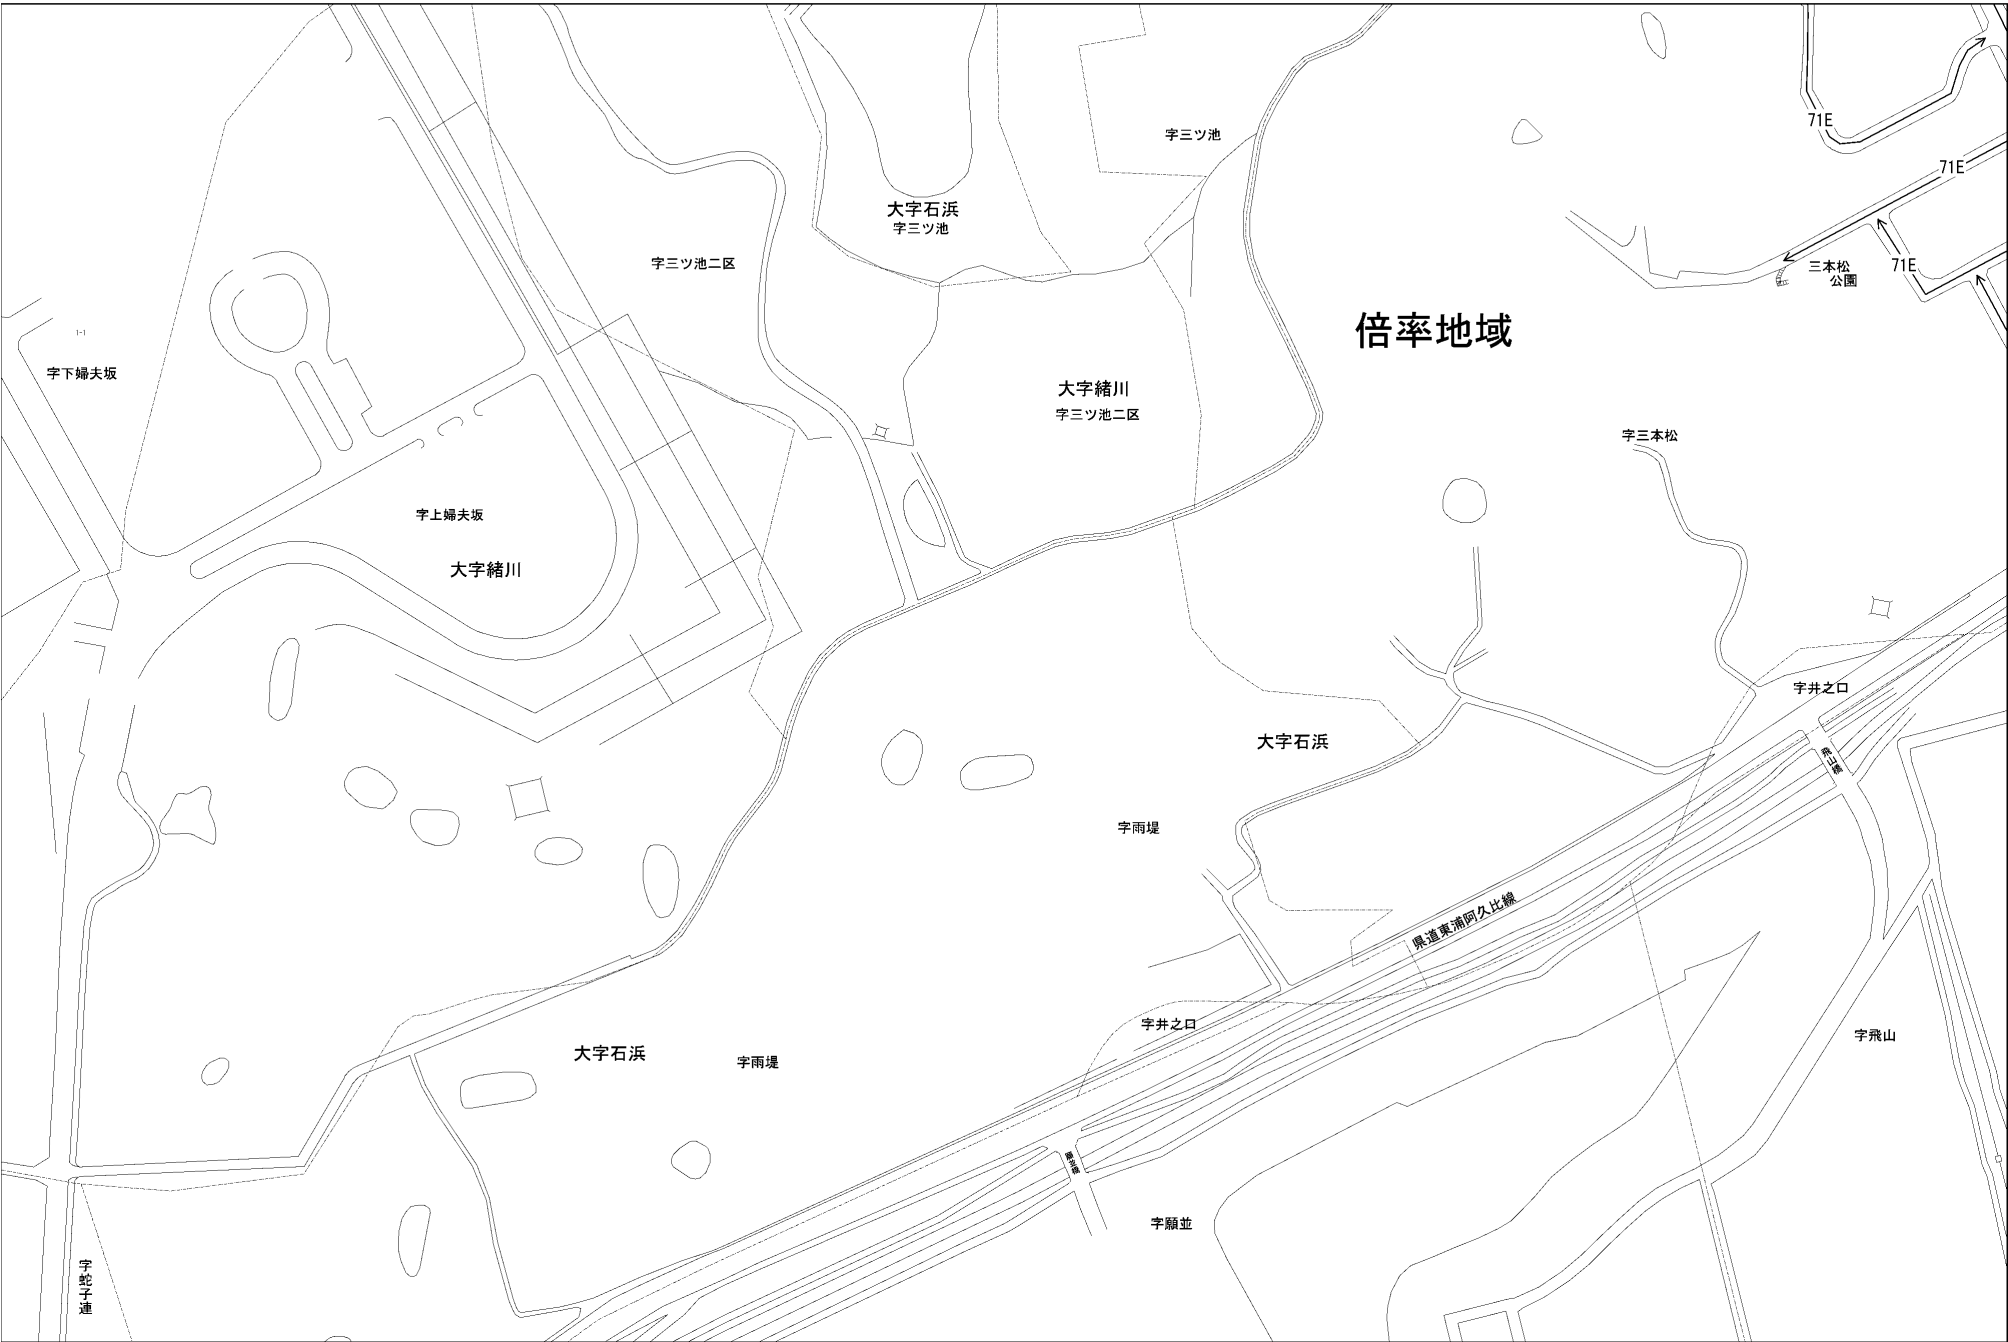 71E
字三ツ池
71E
大字石浜
字三ツ池
字三ツ池二区
71E
三本松
公園
倍率地域
1-1
字下婦夫坂
大字緒川
字三ツ池二区
字三本松
字上婦夫坂
大字緒川
字井之口
大字石浜
飛山橋
字雨堤
県道東浦阿久比線
字井之口
字飛山
大字石浜
字雨堤
願並橋
字願並
字蛇子連